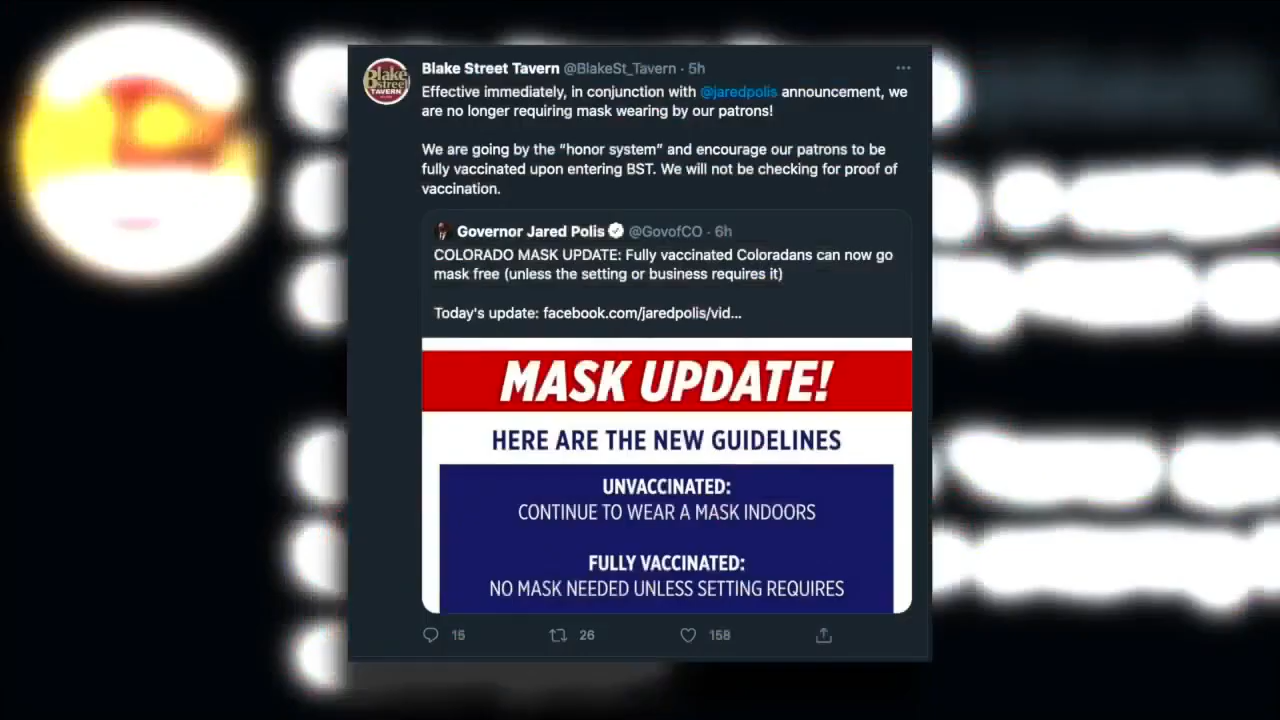 Blake Street TAVERN
Blake Street Tavern @BlakeSt_Tavern · 5h
Effective immediately, in conjunction with @jaredpolis announcement, we
are no longer requiring mask wearing by our patrons!
We are going by the “honor system” and encourage our patrons to be
fully vaccinated upon entering BST. We will not be checking for proof of
vaccination.
Governor Jared Polis @GovofCO · 6h
COLORADO MASK UPDATE: Fully vaccinated Coloradans can now go
mask free (unless the setting or business requires it)
Today's update: facebook.com/jaredpolis/vid...
MASK UPDATE!
HERE ARE THE NEW GUIDELINES
UNVACCINATED:
CONTINUE TO WEAR A MASK INDOORS
FULLY VACCINATED:
NO MASK NEEDED UNLESS SETTING REQUIRES
15 26 158